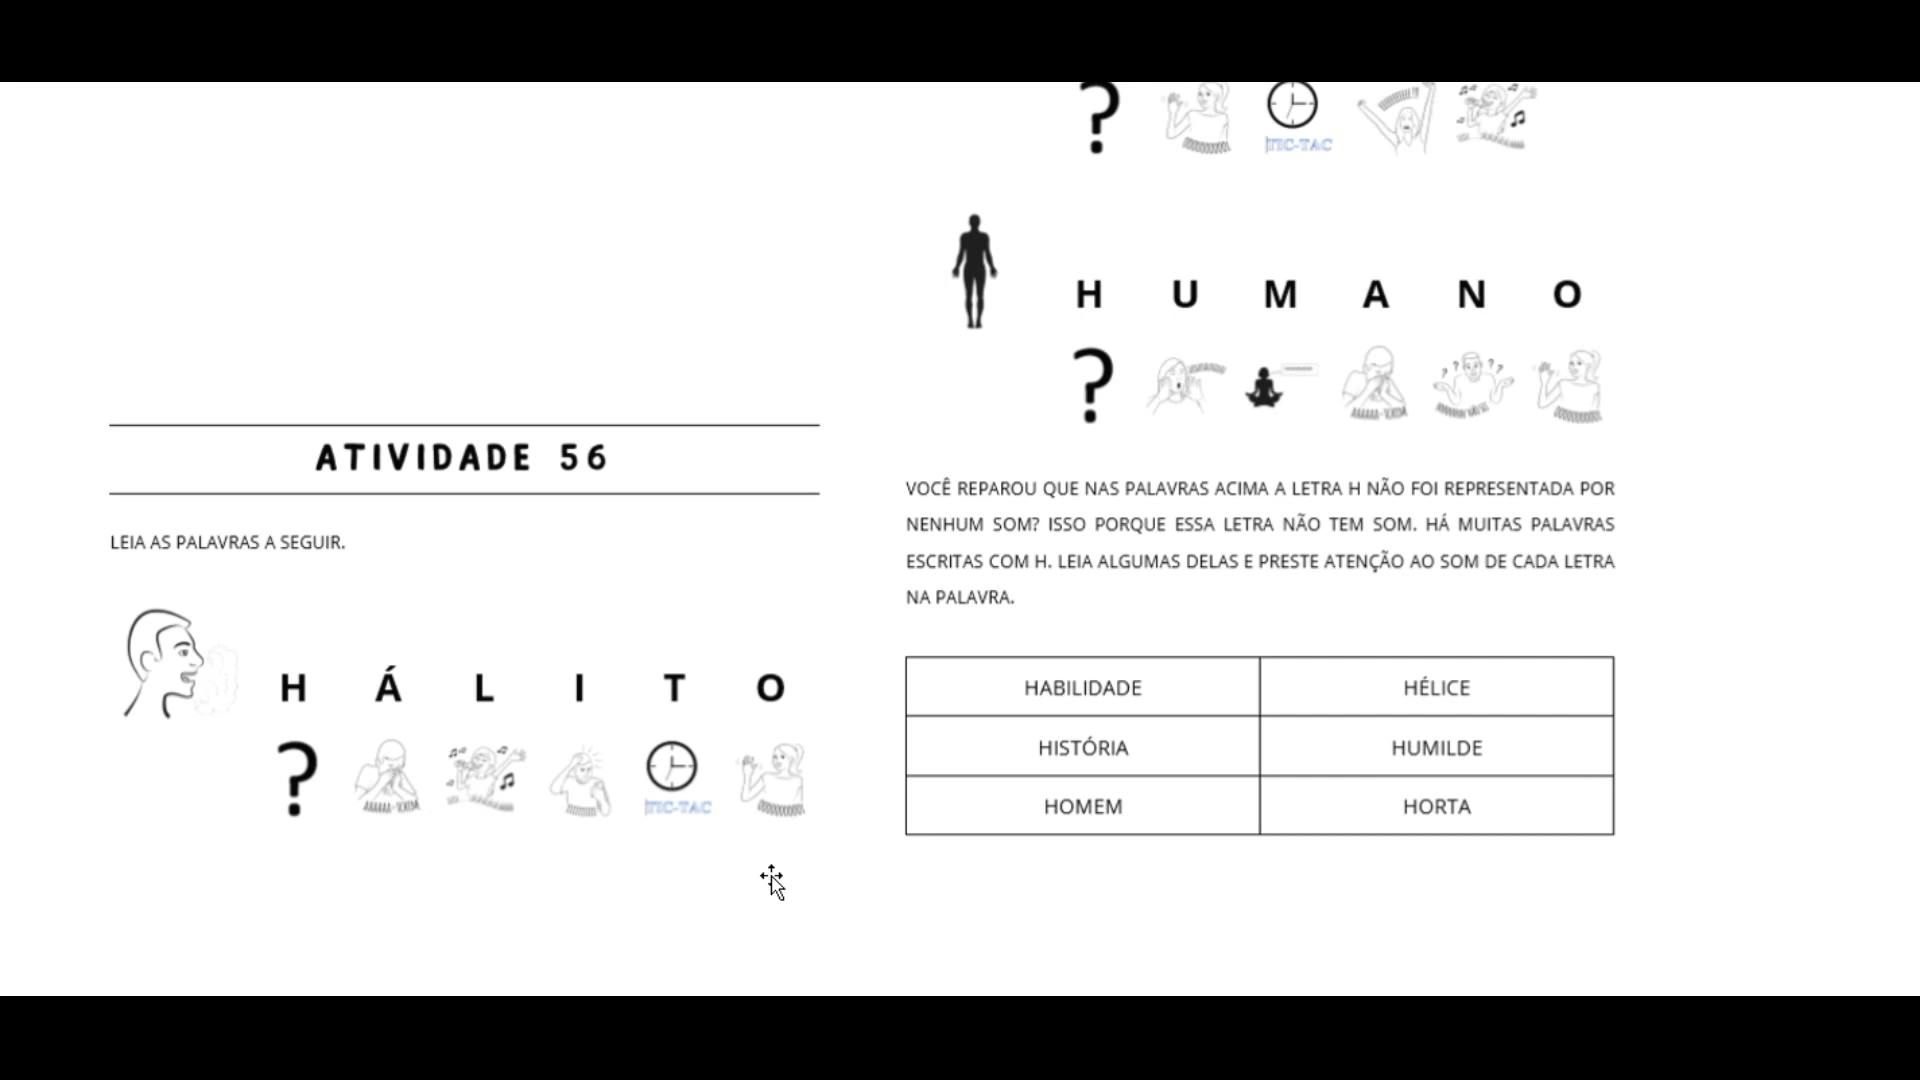 ATIVIDADE 56
LEIA AS PALAVRAS A SEGUIR.
H Á L I T O
?
TIC-TAC
?
TIC-TAC
H U M A N O
?
VOCÊ REPAROU QUE NAS PALAVRAS ACIMA A LETRA H NÃO FOI REPRESENTADA POR
NENHUM SOM? ISSO PORQUE ESSA LETRA NÃO TEM SOM. HÁ MUITAS PALAVRAS
ESCRITAS COM H. LEIA ALGUMAS DELAS E PRESTE ATENÇÃO AO SOM DE CADA LETRA
NA PALAVRA.
HABILIDADE HÉLICE
HISTÓRIA HUMILDE
HOMEM HORTA